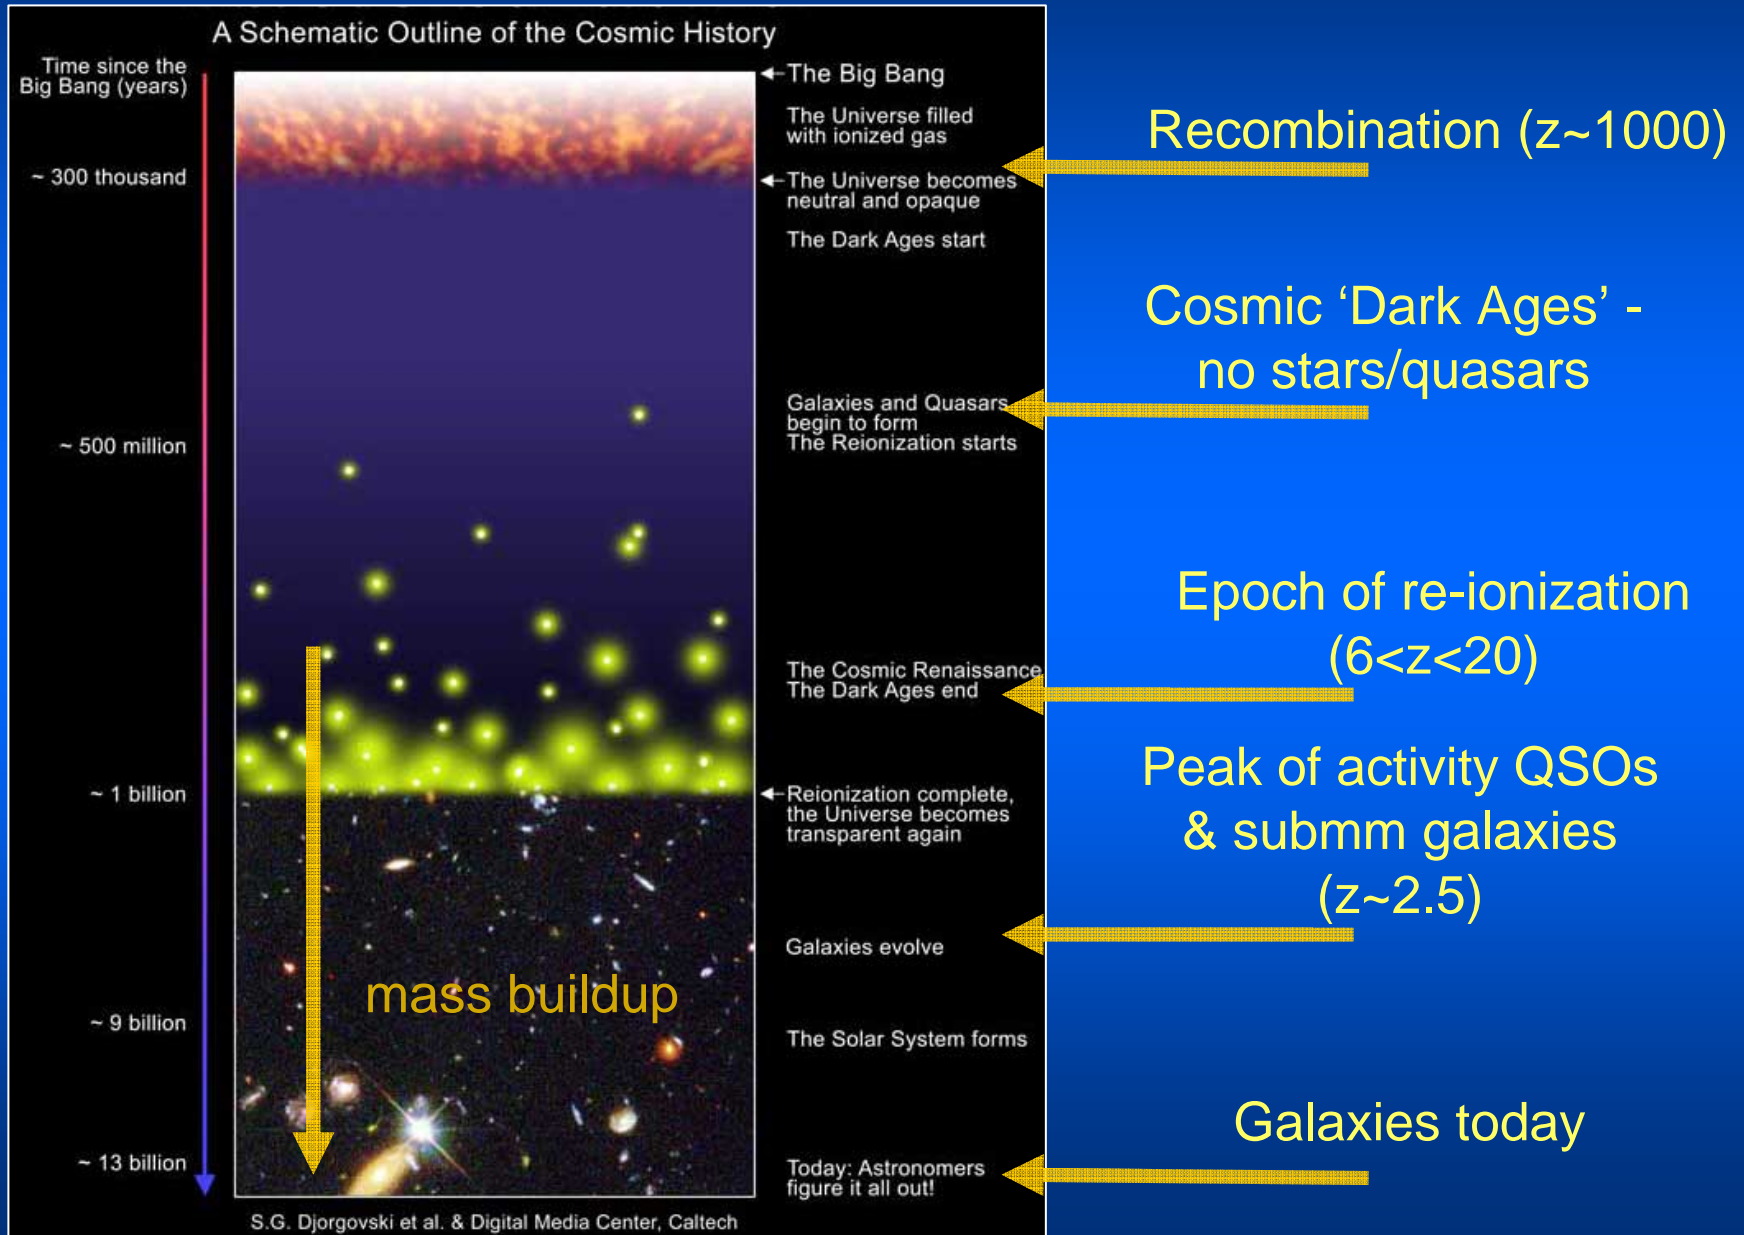 A Schematic Outline of the Cosmic History
Time since the
Big Bang (years)
~ 300 thousand
~ 500 million
~ 1 billion
~ 9 billion
~ 13 billion
The Big Bang
The Universe filled
with ionized gas
The Universe becomes
neutral and opaque
The Dark Ages start
Galaxies and Quasars
begin to form
The Reionization starts
The Cosmic Renaissance
The Dark Ages end
Reionization complete,
the Universe becomes
transparent again
Galaxies evolve
The Solar System forms
Today: Astronomers
figure it all out!
mass buildup
S.G. Djorgovski et al. & Digital Media Center, Caltech
Recombination (z~1000)
Cosmic ‘Dark Ages’ -
no stars/quasars
Epoch of re-ionization
(6<z<20)
Peak of activity QSOs
& submm galaxies
(z~2.5)
Galaxies today